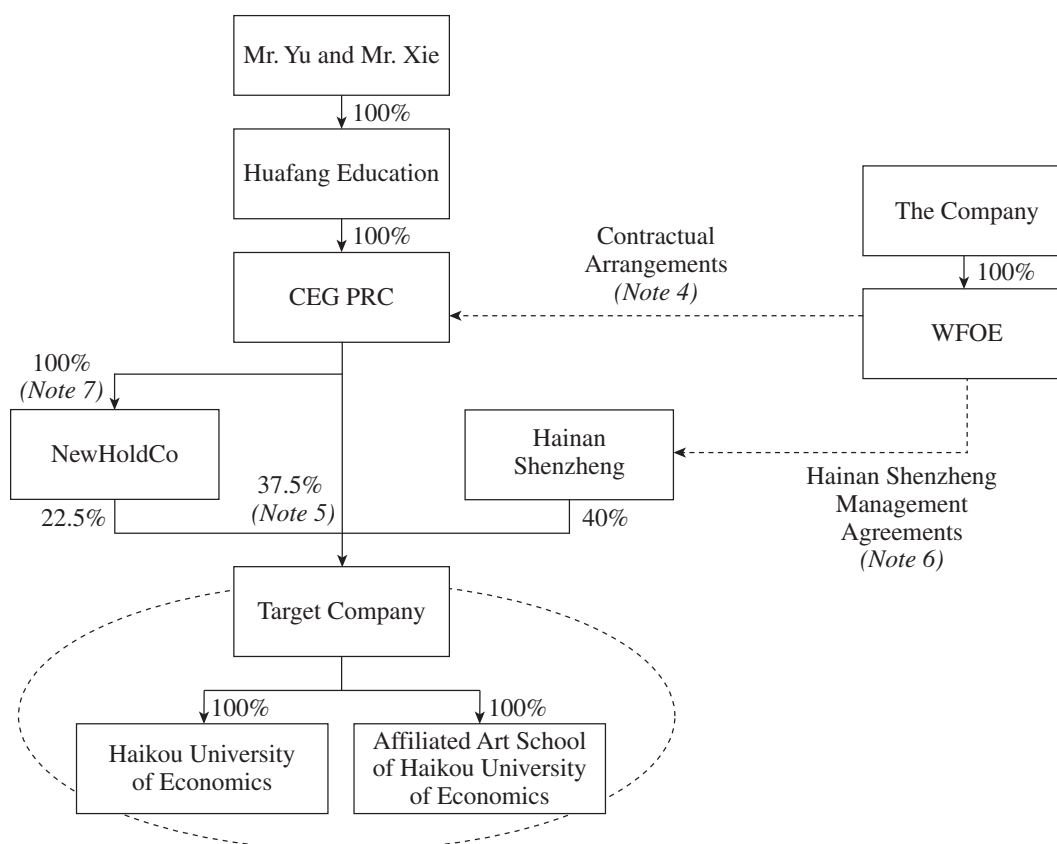 Mr. Yu and Mr. Xie
100%
Huafang Education
100%
The Company
100%
Contractual
Arrangements
(Note 4)
CEG PRC
WFOE
100%
(Note 7)
NewHoldCo
Hainan
Shenzheng
37.5%
(Note 5)
22.5%
40%
Hainan Shenzheng
Management
Agreements
(Note 6)
Target Company
100%
100%
Haikou University
of Economics
Affiliated Art School
of Haikou University
of Economics